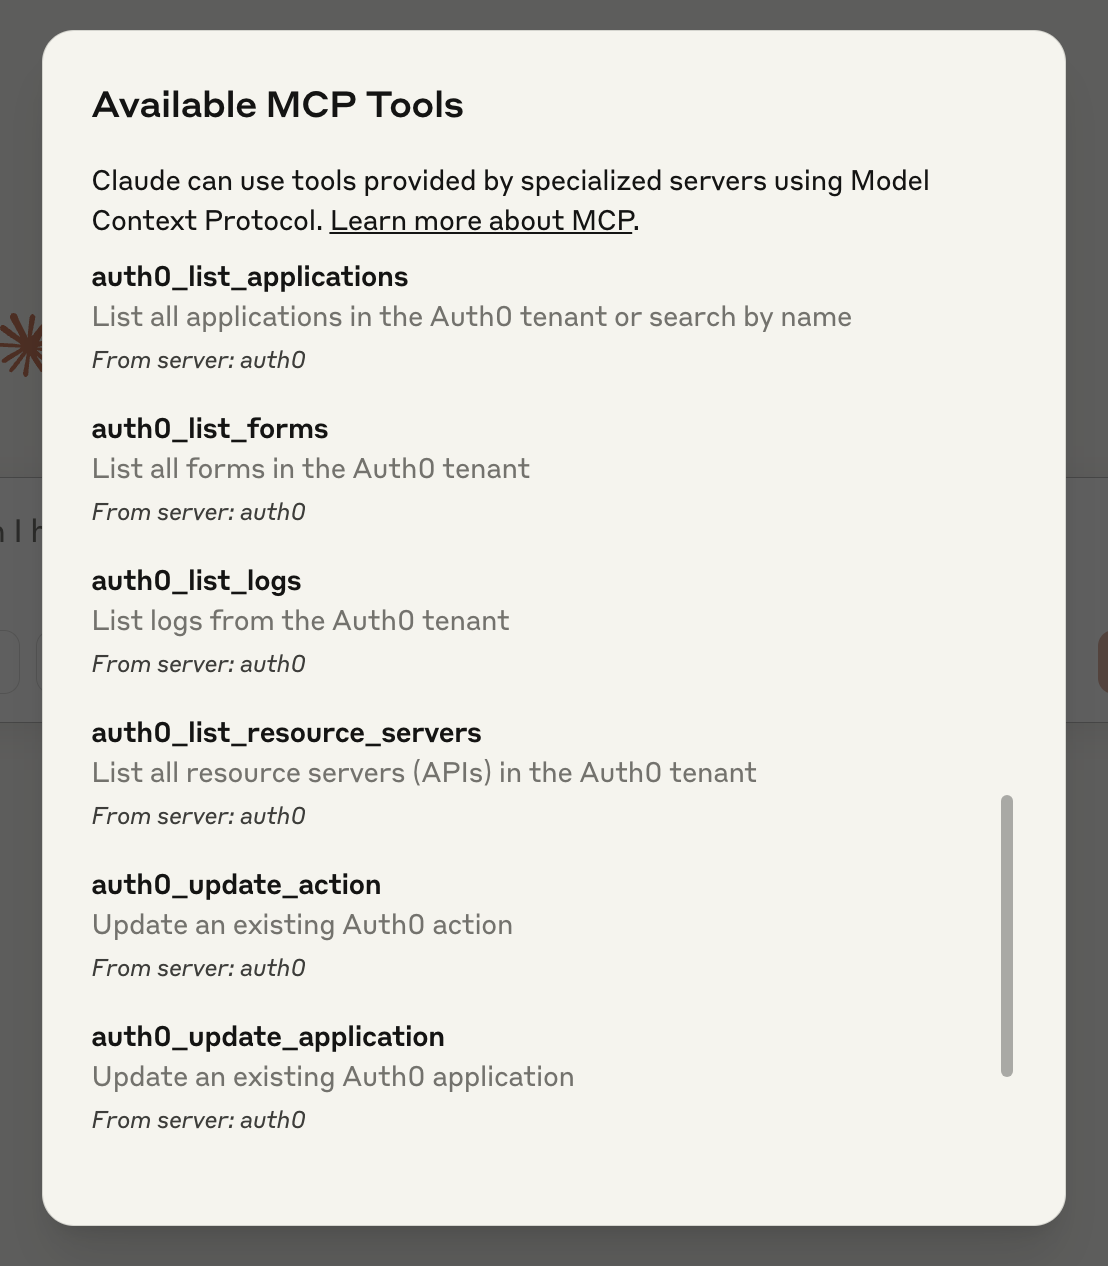 Available MCP Tools
Claude can use tools provided by specialized servers using Model
Context Protocol. Learn more about MCP.
auth0_list_applications
List all applications in the Auth0 tenant or search by name
From server: auth0
auth0_list_forms
List all forms in the Auth0 tenant
From server: auth0
auth0_list_logs
List logs from the Auth0 tenant
From server: auth0
auth0_list_resource_servers
List all resource servers (APIs) in the Auth0 tenant
From server: auth0
auth0_update_action
Update an existing Auth0 action
From server: auth0
auth0_update_application
Update an existing Auth0 application
From server: auth0